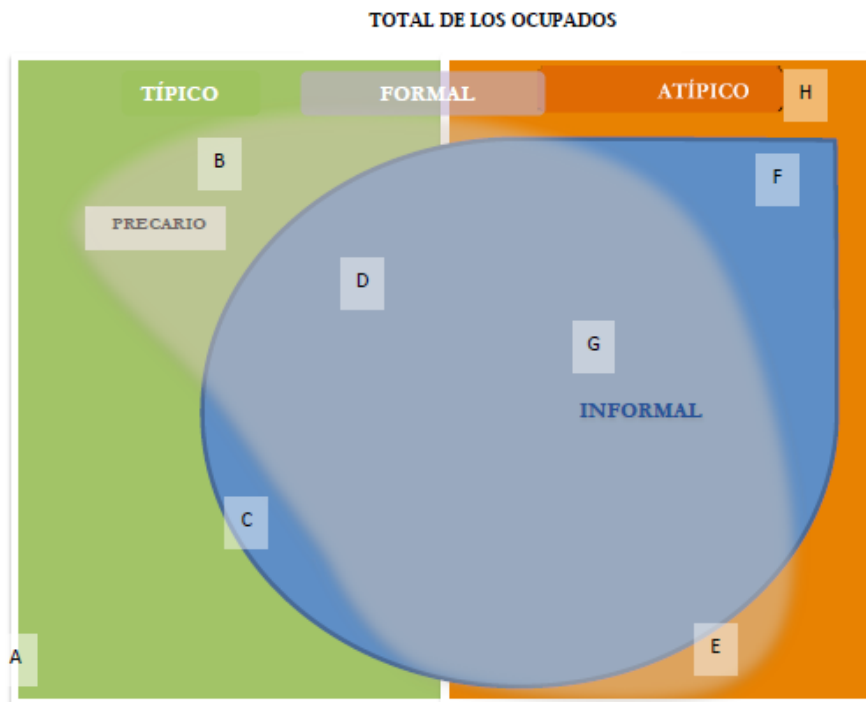 TOTAL DE LOS OCUPADOS
TÍPICO FORMAL ATÍPICO H
B F
PRECARIO
D
G
INFORMAL
C
E
A